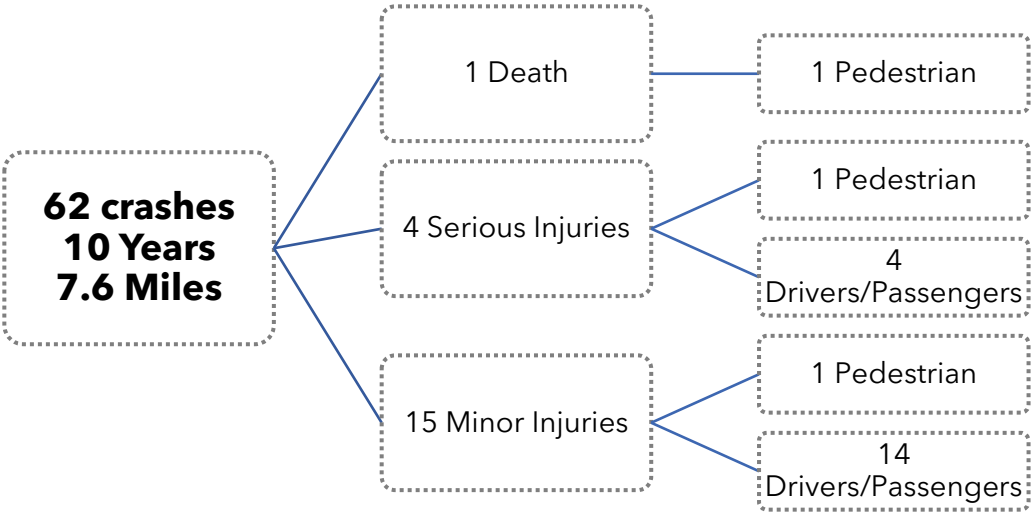 62 crashes
10 Years
7.6 Miles
1 Death
1 Pedestrian
4 Serious Injuries
1 Pedestrian
4
Drivers/Passengers
15 Minor Injuries
1 Pedestrian
14
Drivers/Passengers